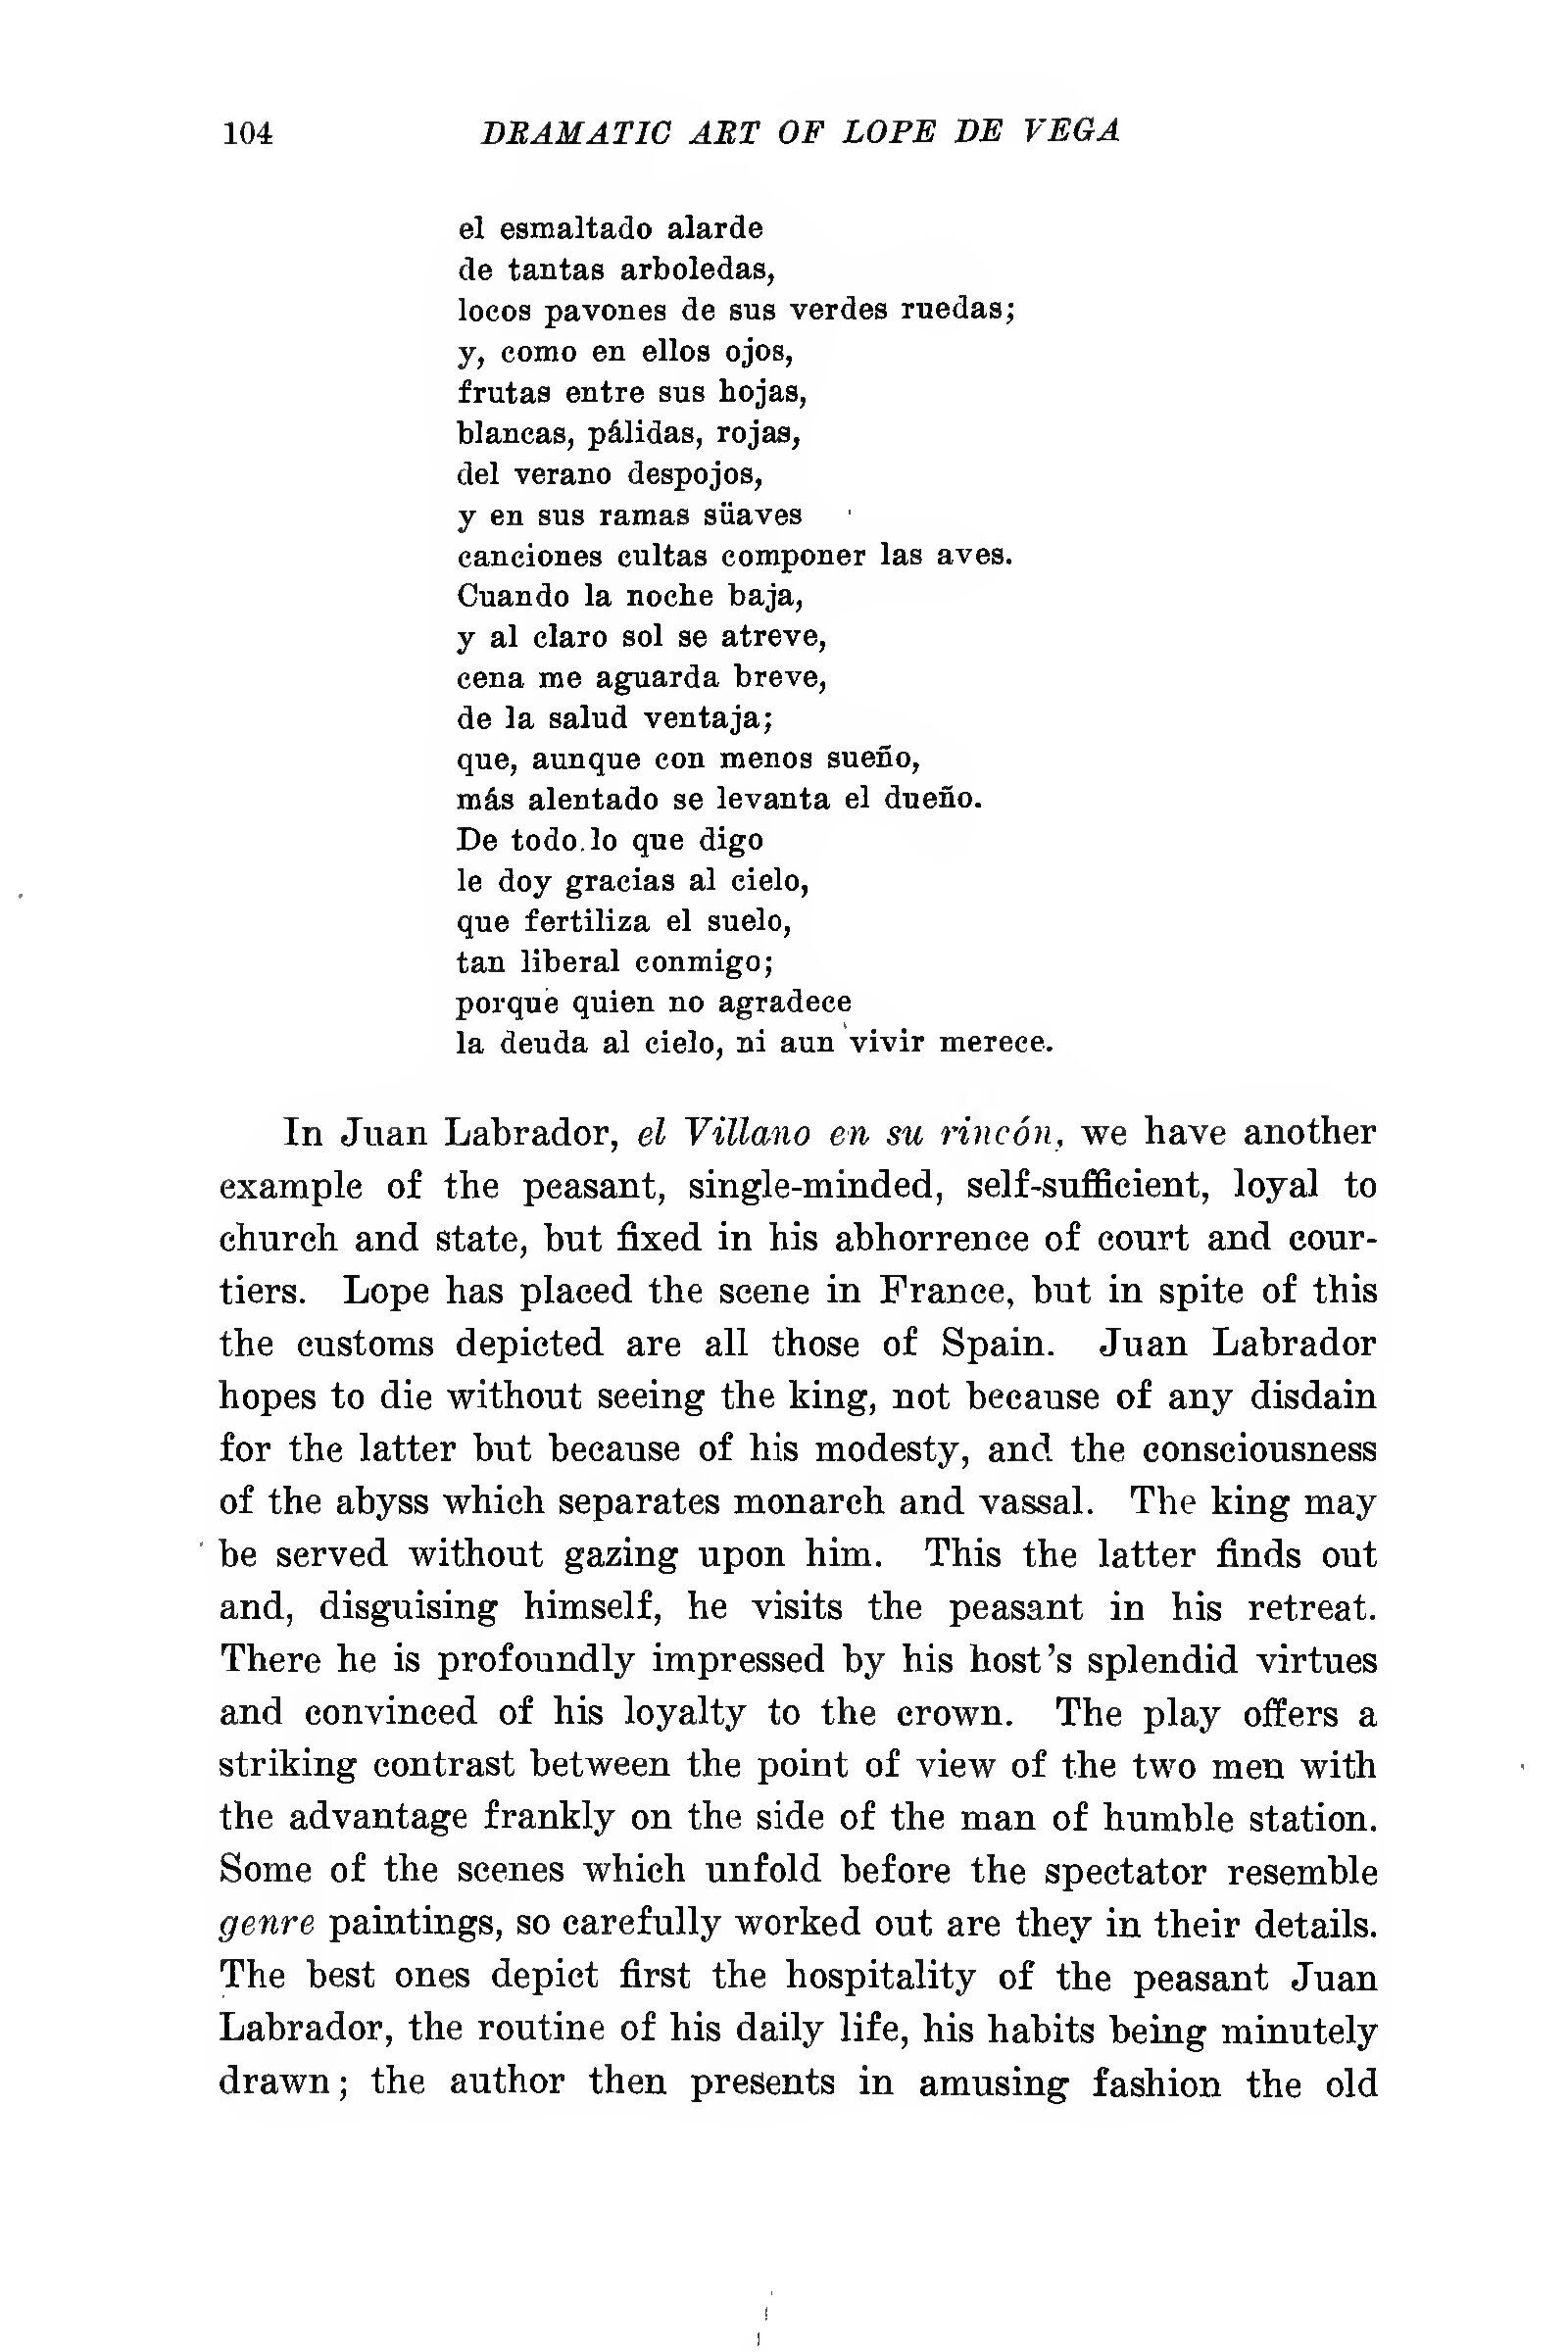 104 DRAMATIC ART OF LOPE DE VEGA
el esmaltado alarde
de tantas arboledas,
locos pavones de sus verdes ruedas;
y, como en ellos ojos,
frutas entre sus hojas,
blancas, pálidas, rojas,
del verano despojos,
y en sus ramas süaves
canciones cultas componer las aves.
Cuando la noche baja,
y al claro sol se atreve,
cena me aguarda breve,
de la salud ventaja;
que, aunque con menos sueño,
más alentado se levanta el dueño.
De todo lo que digo
le doy gracias al cielo,
que fertiliza el suelo,
tan liberal conmigo;
porque quien no agradece
la deuda al cielo, ni aun vivir merece.
In Juan Labrador, el Villano en su rincón, we have another
example of the peasant, single-minded, self-sufficient, loyal to
church and state, but fixed in his abhorrence of court and cour-
tiers. Lope has placed the scene in France, but in spite of this
the customs depicted are all those of Spain. Juan Labrador
hopes to die without seeing the king, not because of any disdain
for the latter but because of his modesty, and the consciousness
of the abyss which separates monarch and vassal. The king may
be served without gazing upon him. This the latter finds out
and, disguising himself, he visits the peasant in his retreat.
There he is profoundly impressed by his host's splendid virtues
and convinced of his loyalty to the crown. The play offers a
striking contrast between the point of view of the two men with
the advantage frankly on the side of the man of humble station.
Some of the scenes which unfold before the spectator resemble
genre paintings, so carefully worked out are they in their details.
The best ones depict first the hospitality of the peasant Juan
Labrador, the routine of his daily life, his habits being minutely
drawn; the author then presents in amusing fashion the old